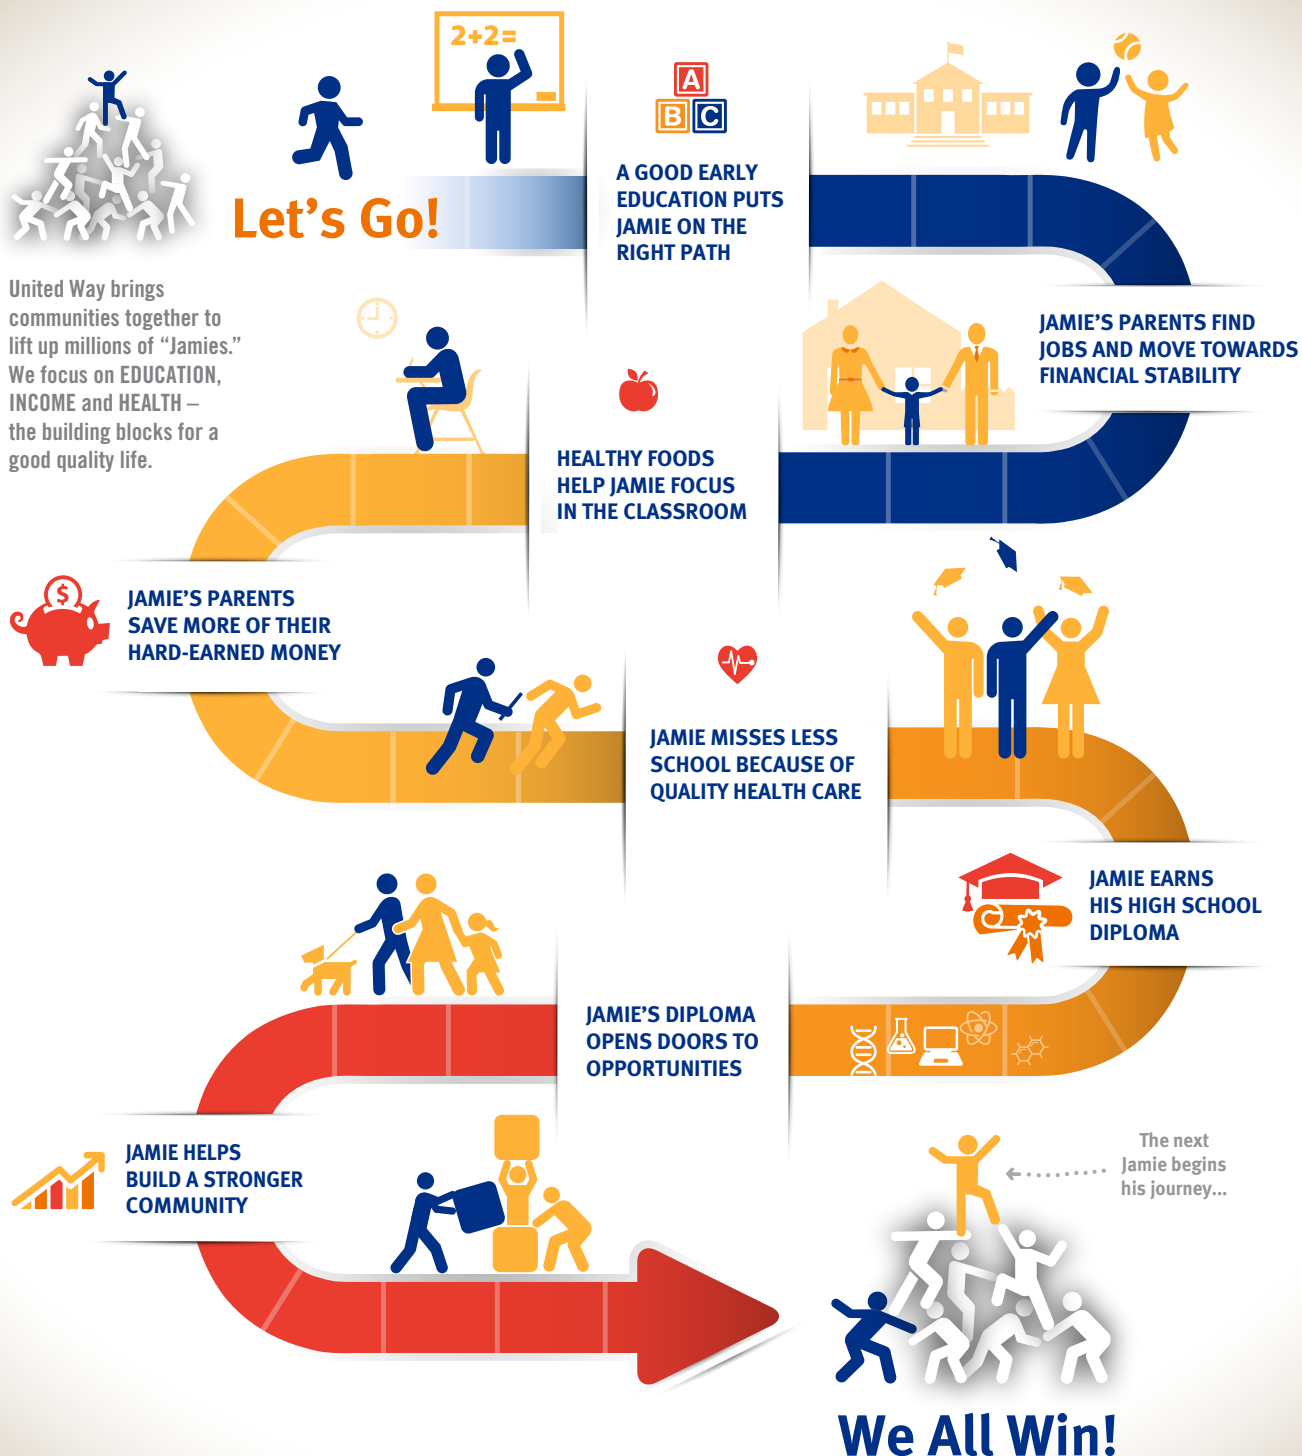 2+2=
A
B C
Let's Go!
A GOOD EARLY
EDUCATION PUTS
JAMIE ON THE
RIGHT PATH
United Way brings
communities together to
lift up millions of “Jamies.”
We focus on EDUCATION,
INCOME and HEALTH –
the building blocks for a
good quality life.
JAMIE’S PARENTS FIND
JOBS AND MOVE TOWARDS
FINANCIAL STABILITY
HEALTHY FOODS
HELP JAMIE FOCUS
IN THE CLASSROOM
$
JAMIE’S PARENTS
SAVE MORE OF THEIR
HARD-EARNED MONEY
JAMIE MISSES LESS
SCHOOL BECAUSE OF
QUALITY HEALTH CARE
JAMIE EARNS
HIS HIGH SCHOOL
DIPLOMA
JAMIE’S DIPLOMA
OPENS DOORS TO
OPPORTUNITIES
JAMIE HELPS
BUILD A STRONGER
COMMUNITY
The next
Jamie begins
his journey...
We All Win!